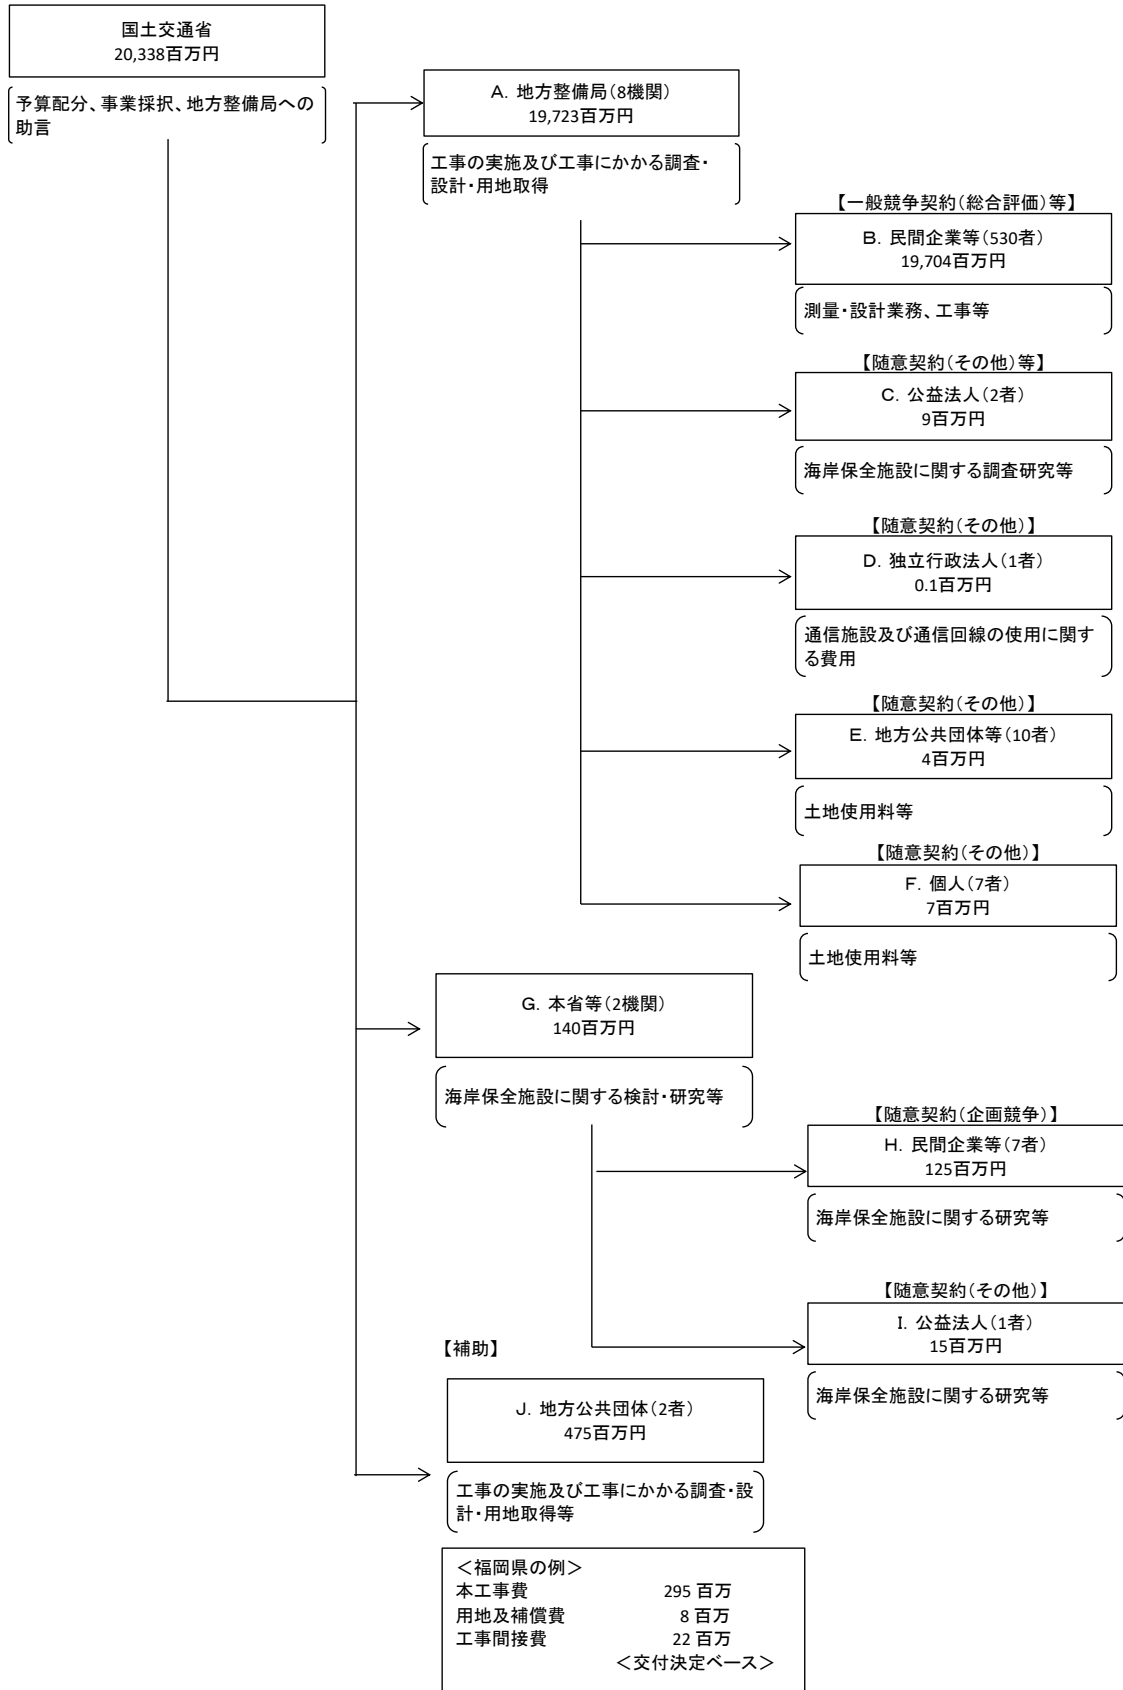 国土交通省
20,338百万円
予算配分、事業採択、地方整備局への
助言
A. 地方整備局(8機関)
19,723百万円
工事の実施及び工事にかかる調査・
設計・用地取得
【一般競争契約(総合評価)等】
B. 民間企業等(530者)
19,704百万円
測量・設計業務、工事等
【随意契約(その他)等】
C. 公益法人(2者)
9百万円
海岸保全施設に関する調査研究等
【随意契約(その他)】
D. 独立行政法人(1者)
0.1百万円
通信施設及び通信回線の使用に関す
る費用
【随意契約(その他)】
E. 地方公共団体等(10者)
4百万円
土地使用料等
【随意契約(その他)】
F. 個人(7者)
7百万円
土地使用料等
G. 本省等(2機関)
140百万円
海岸保全施設に関する検討・研究等
【随意契約(企画競争)】
H. 民間企業等(7者)
125百万円
海岸保全施設に関する研究等
【随意契約(その他)】
I. 公益法人(1者)
15百万円
海岸保全施設に関する研究等
【補助】
J. 地方公共団体(2者)
475百万円
工事の実施及び工事にかかる調査・設
計・用地取得等
<福岡県の例>
本工事費 295 百万
用地及補償費 8 百万
工事間接費 22 百万
<交付決定ベース>